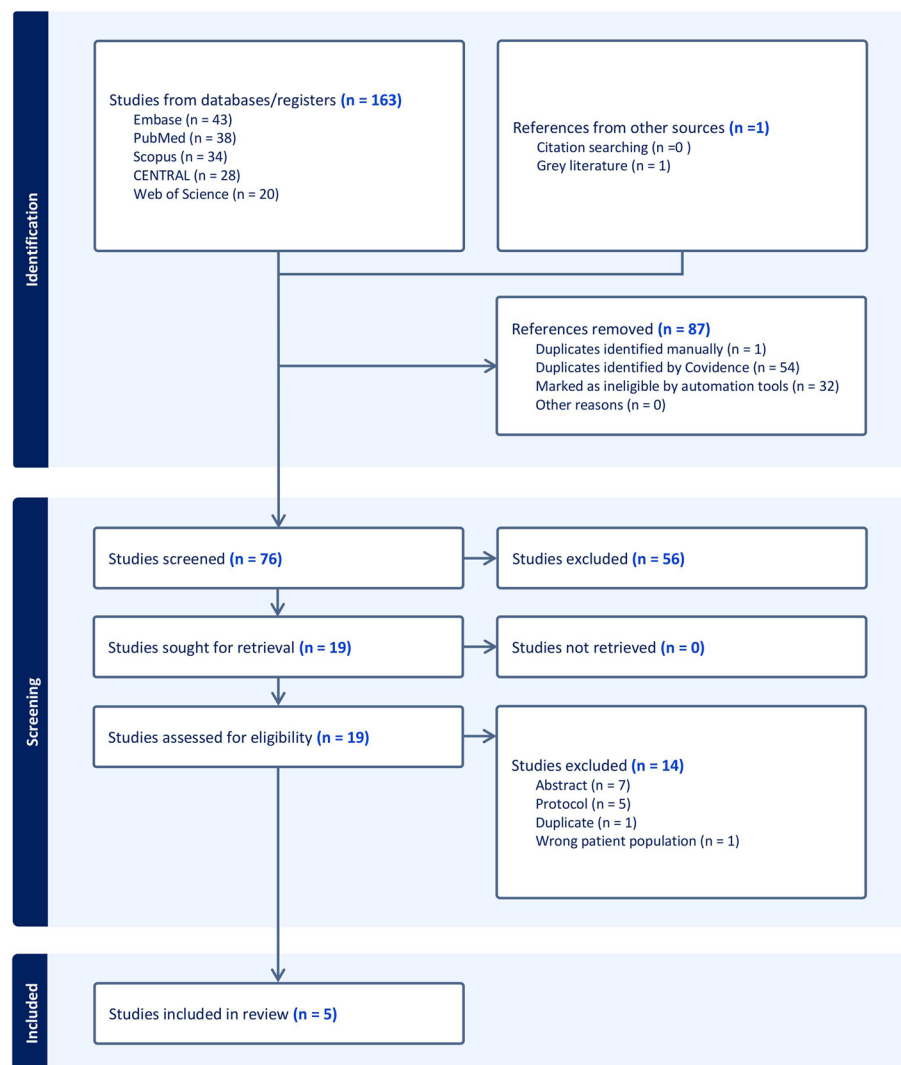 Identification
Studies from databases/registers (n = 163)
Embase (n = 43)
PubMed (n = 38)
Scopus (n = 34)
CENTRAL (n = 28)
Web of Science (n = 20)
References from other sources (n =1)
Citation searching (n =0 )
Grey literature (n = 1)
References removed (n = 87)
Duplicates identified manually (n = 1)
Duplicates identified by Covidence (n = 54)
Marked as ineligible by automation tools (n = 32)
Other reasons (n = 0)
Screening
Studies screened (n = 76)
Studies excluded (n = 56)
Studies sought for retrieval (n = 19)
Studies not retrieved (n = 0)
Studies assessed for eligibility (n = 19)
Studies excluded (n = 14)
Abstract (n = 7)
Protocol (n = 5)
Duplicate (n = 1)
Wrong patient population (n = 1)
Included
Studies included in review (n = 5)